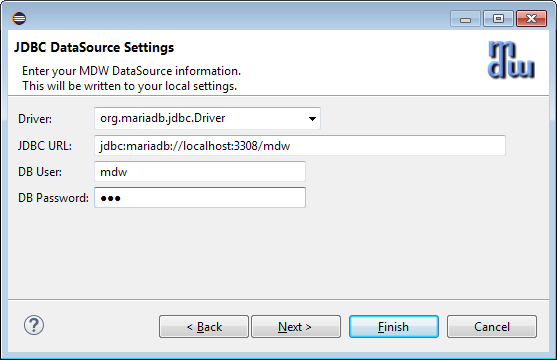 JDBC DataSource Settings
Enter your MDW DataSource information.
This will be written to your local settings.
mdw
Driver: org.mariadb.jdbc.Driver
JDBC URL: jdbc:mariadb://localhost:3308/mdw
DB User: mdw
DB Password: ●●●
? < Back Next > Finish Cancel